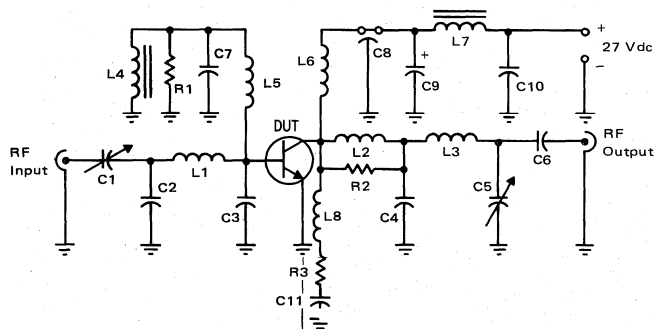 L4
R1
C7
L5
L6
C8
+
C9
L7
C10
+
27 Vdc
–
RF
Input
C1
C2
L1
C3
DUT
L2
R2
L8
R3
C11
C4
L3
C5
C6
RF
Output